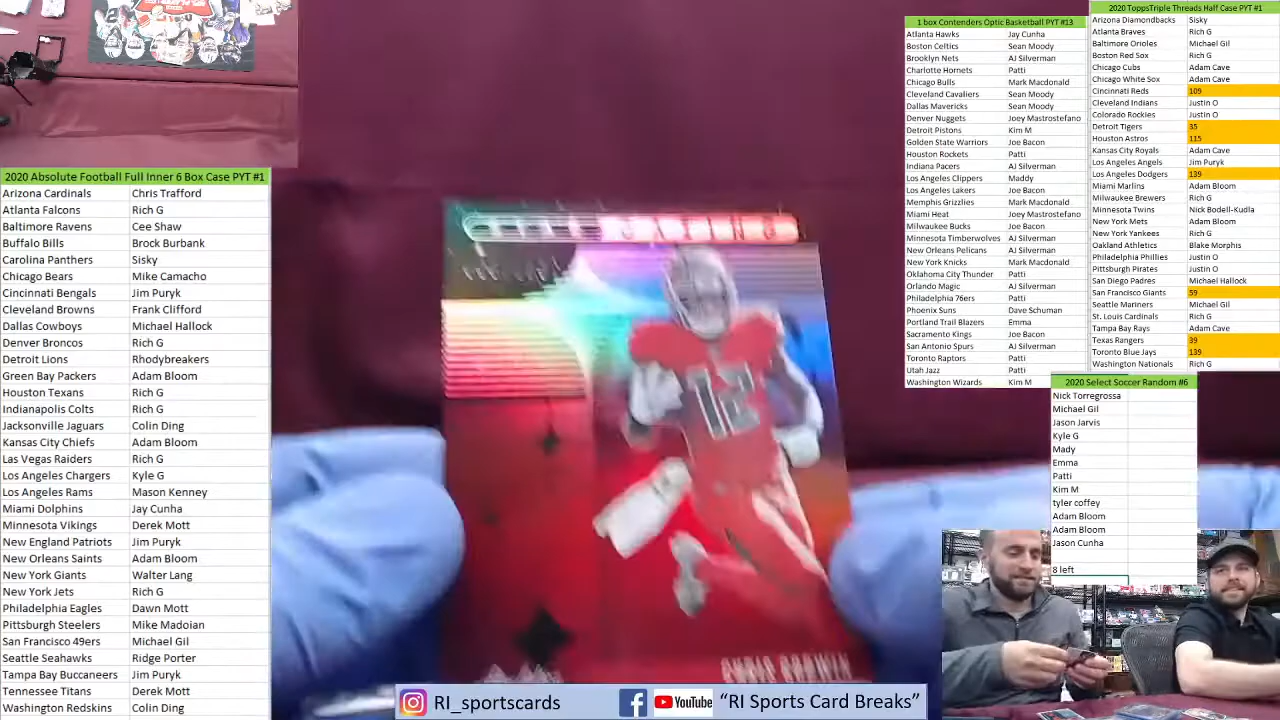 2020 Absolute Football Full Inner 6 Box Case PYT #1
Arizona Cardinals Chris Trafford
Atlanta Falcons Rich G
Baltimore Ravens Cee Shaw
Buffalo Bills Brock Burbank
Carolina Panthers Sisky
Chicago Bears Mike Camacho
Cincinnati Bengals Jim Puryk
Cleveland Browns Frank Clifford
Dallas Cowboys Michael Hallock
Denver Broncos Rich G
Detroit Lions Rhodybreakers
Green Bay Packers Adam Bloom
Houston Texans Rich G
Indianapolis Colts Rich G
Jacksonville Jaguars Colin Ding
Kansas City Chiefs Adam Bloom
Las Vegas Raiders Rich G
Los Angeles Chargers Kyle G
Los Angeles Rams Mason Kenney
Miami Dolphins Jay Cunha
Minnesota Vikings Derek Mott
New England Patriots Jim Puryk
New Orleans Saints Adam Bloom
New York Giants Walter Lang
New York Jets Rich G
Philadelphia Eagles Dawn Mott
Pittsburgh Steelers Mike Madoian
San Francisco 49ers Michael Gil
Seattle Seahawks Ridge Porter
Tampa Bay Buccaneers Jim Puryk
Tennessee Titans Derek Mott
Washington Redskins Colin Ding
12
CHRIS GODWIN
RI_sportscards
YouTube "RI Sports Card Breaks"
1 box Contenders Optic Basketball PYT #13
Atlanta Hawks Jay Cunha
Boston Celtics Sean Moody
Brooklyn Nets AJ Silverman
Charlotte Hornets Patti
Chicago Bulls Mark Macdonald
Cleveland Cavaliers Sean Moody
Dallas Mavericks Sean Moody
Denver Nuggets Joey Mastrostefano
Detroit Pistons Kim M
Golden State Warriors Joe Bacon
Houston Rockets Patti
Indiana Pacers AJ Silverman
Los Angeles Clippers Maddy
Los Angeles Lakers Joe Bacon
Memphis Grizzlies Mark Macdonald
Miami Heat Joey Mastrostefano
Milwaukee Bucks Joe Bacon
Minnesota Timberwolves AJ Silverman
New Orleans Pelicans AJ Silverman
New York Knicks Mark Macdonald
Oklahoma City Thunder Patti
Orlando Magic AJ Silverman
Philadelphia 76ers Patti
Phoenix Suns Dave Schuman
Portland Trail Blazers Emma
Sacramento Kings Joe Bacon
San Antonio Spurs AJ Silverman
Toronto Raptors Patti
Utah Jazz Patti
Washington Wizards Kim M
2020 ToppsTriple Threads Half Case PYT #1
Arizona Diamondbacks Sisky
Atlanta Braves Rich G
Baltimore Orioles Michael Gil
Boston Red Sox Rich G
Chicago Cubs Adam Cave
Chicago White Sox Adam Cave
Cincinnati Reds 109
Cleveland Indians Justin O
Colorado Rockies Justin O
Detroit Tigers 35
Houston Astros 115
Kansas City Royals Adam Cave
Los Angeles Angels Jim Puryk
Los Angeles Dodgers 139
Miami Marlins Adam Bloom
Milwaukee Brewers Rich G
Minnesota Twins Nick Bodell-Kudla
New York Mets Adam Bloom
New York Yankees Rich G
Oakland Athletics Blake Morphis
Philadelphia Phillies Justin O
Pittsburgh Pirates Justin O
San Diego Padres Michael Hallock
San Francisco Giants 59
Seattle Mariners Michael Gil
St. Louis Cardinals Rich G
Tampa Bay Rays Adam Cave
Texas Rangers 39
Toronto Blue Jays 139
Washington Nationals Rich G
2020 Select Soccer Random #6
Nick Torregrossa
Michael Gil
Jason Jarvis
Kyle G
Mady
Emma
Patti
Kim M
tyler coffey
Adam Bloom
Adam Bloom
Jason Cunha
8 left